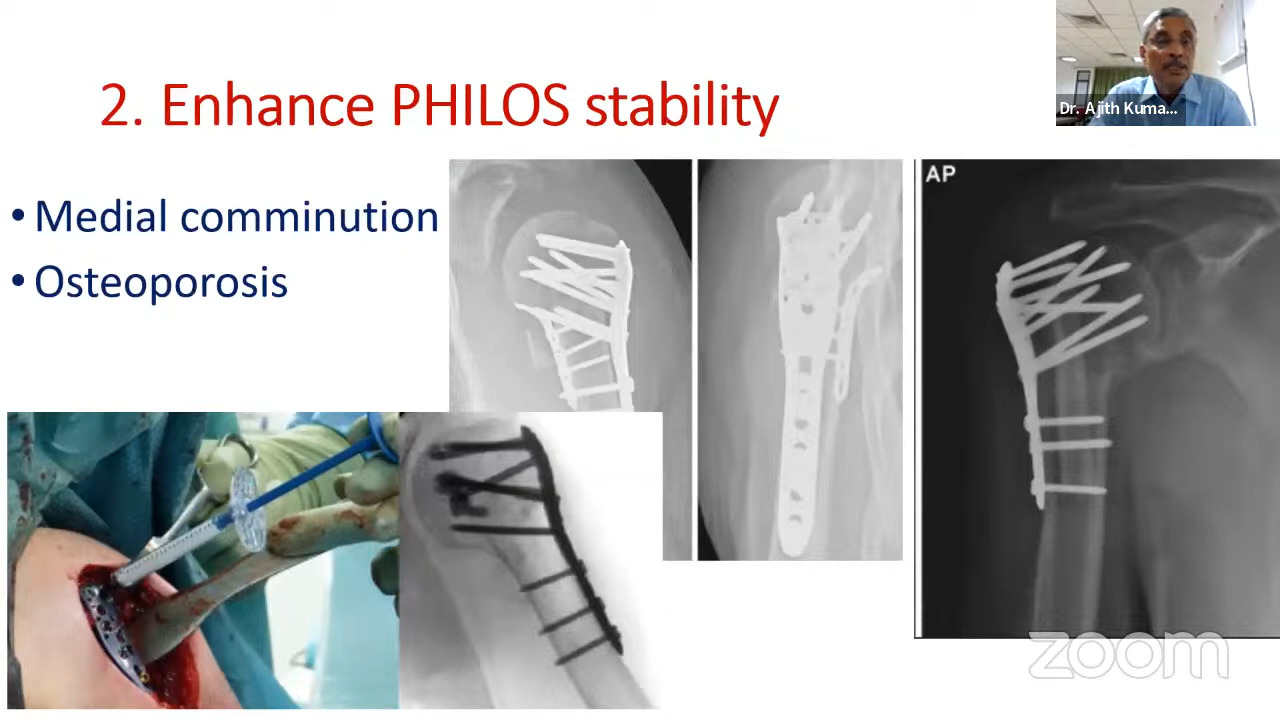 2. Enhance PHILOS stability
Dr. Ajith Kuma...
• Medial comminution
• Osteoporosis
AP
zoom